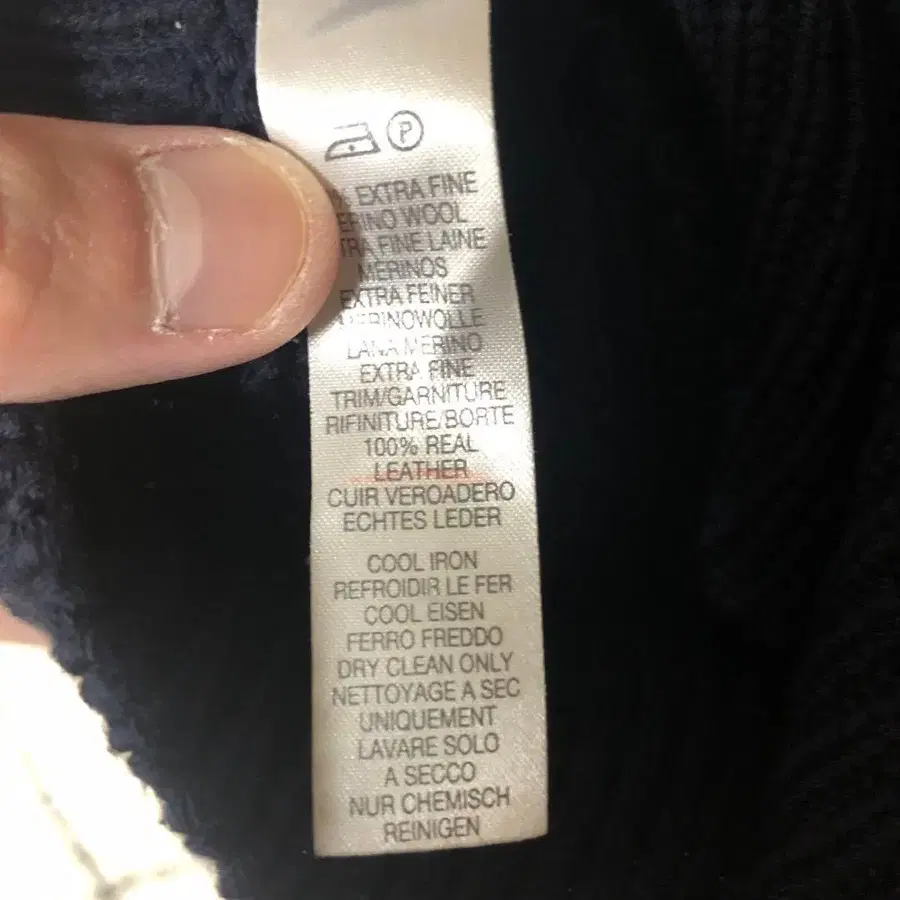 P
EXTRA FINE
WOOL
FINE LAINE
MERINOS
EXTRA FEINER
MERINOWOLLE
LANA MERINO
EXTRA FINE
TRIM/GARNITURE
RIFINITURE/BORTE
100% REAL
LEATHER
CUIR VEROADERO
ECHTES LEDER
COOL IRON
REFROIDIR LE FER
COOL EISEN
FERRO FREDDO
DRY CLEAN ONLY
NETTOYAGE A SEC
UNIQUEMENT
LAVARE SOLO
A SECCO
NUR CHEMISCH
REINIGEN